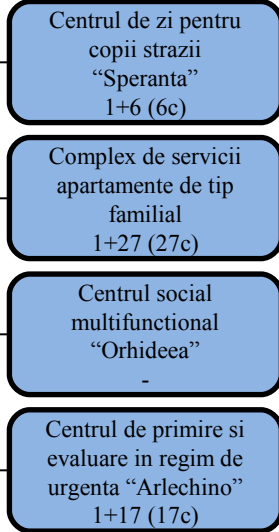 Centrul de zi pentru
copii strazii
“Speranta”
1+6 (6c)
Complex de servicii
apartamente de tip
familial
1+27 (27c)
Centrul social
multifunctional
“Orhideea”
-
Centrul de primire si
evaluare in regim de
urgenta “Arlechino”
1+17 (17c)